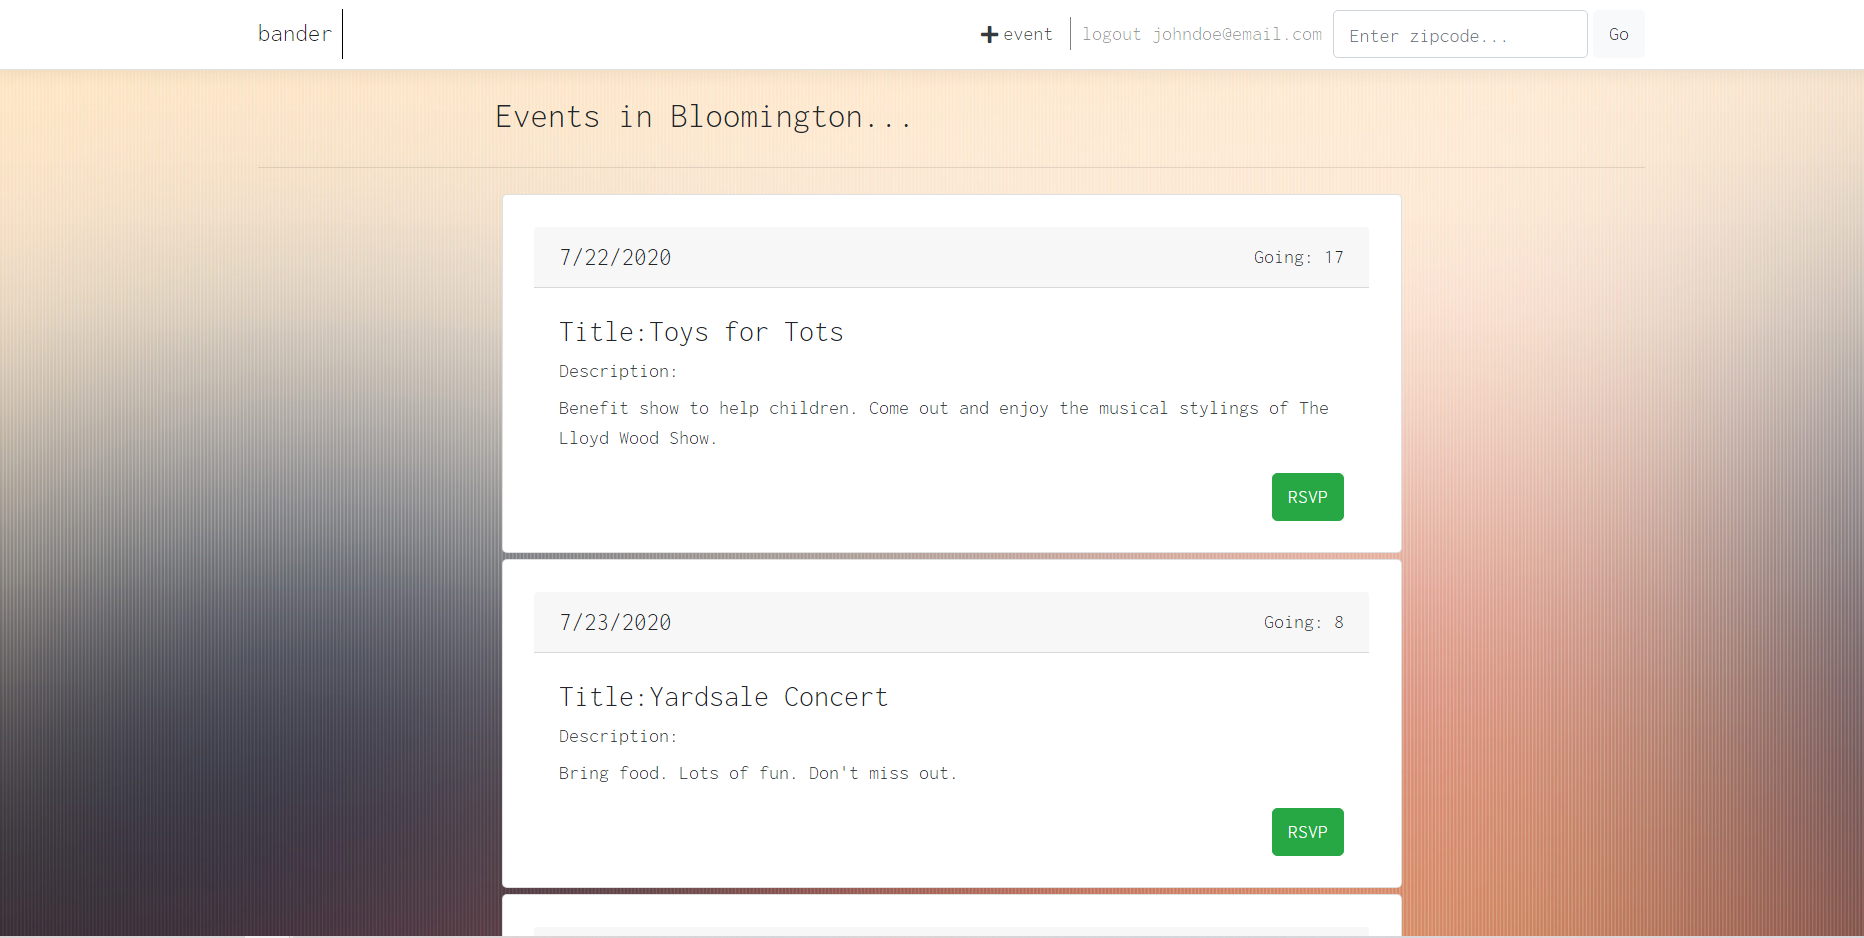 bander
event
logout johndoe@email.com
Enter zipcode...
Go
Events in Bloomington...
7/22/2020
Going: 17
Title:Toys for Tots
Description:
Benefit show to help children. Come out and enjoy the musical stylings of The
Lloyd Wood Show.
RSVP
7/23/2020
Going: 8
Title:Yardsale Concert
Description:
Bring food. Lots of fun. Don't miss out.
RSVP